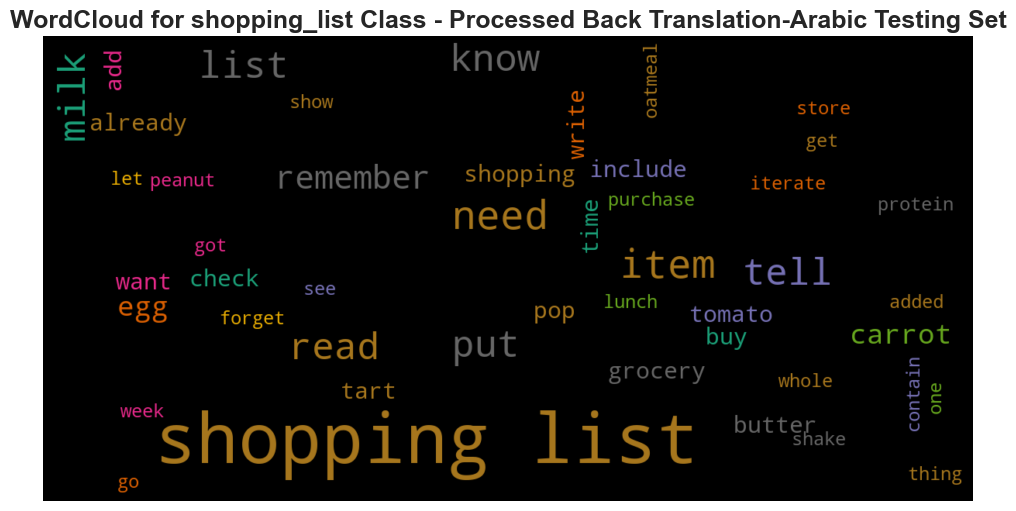 WordCloud for shopping_list Class - Processed Back Translation-Arabic Testing Set
milk
add
list
know
oatmeal
show
write
store
already
get
let
peanut
remember
shopping
include
iterate
purchase
protein
need
time
got
item
tell
want
check
see
egg
forget
pop
lunch
tomato
added
read
put
buy
carrot
grocery
whole
contain
one
tart
week
shopping list
butter
shake
go
thing